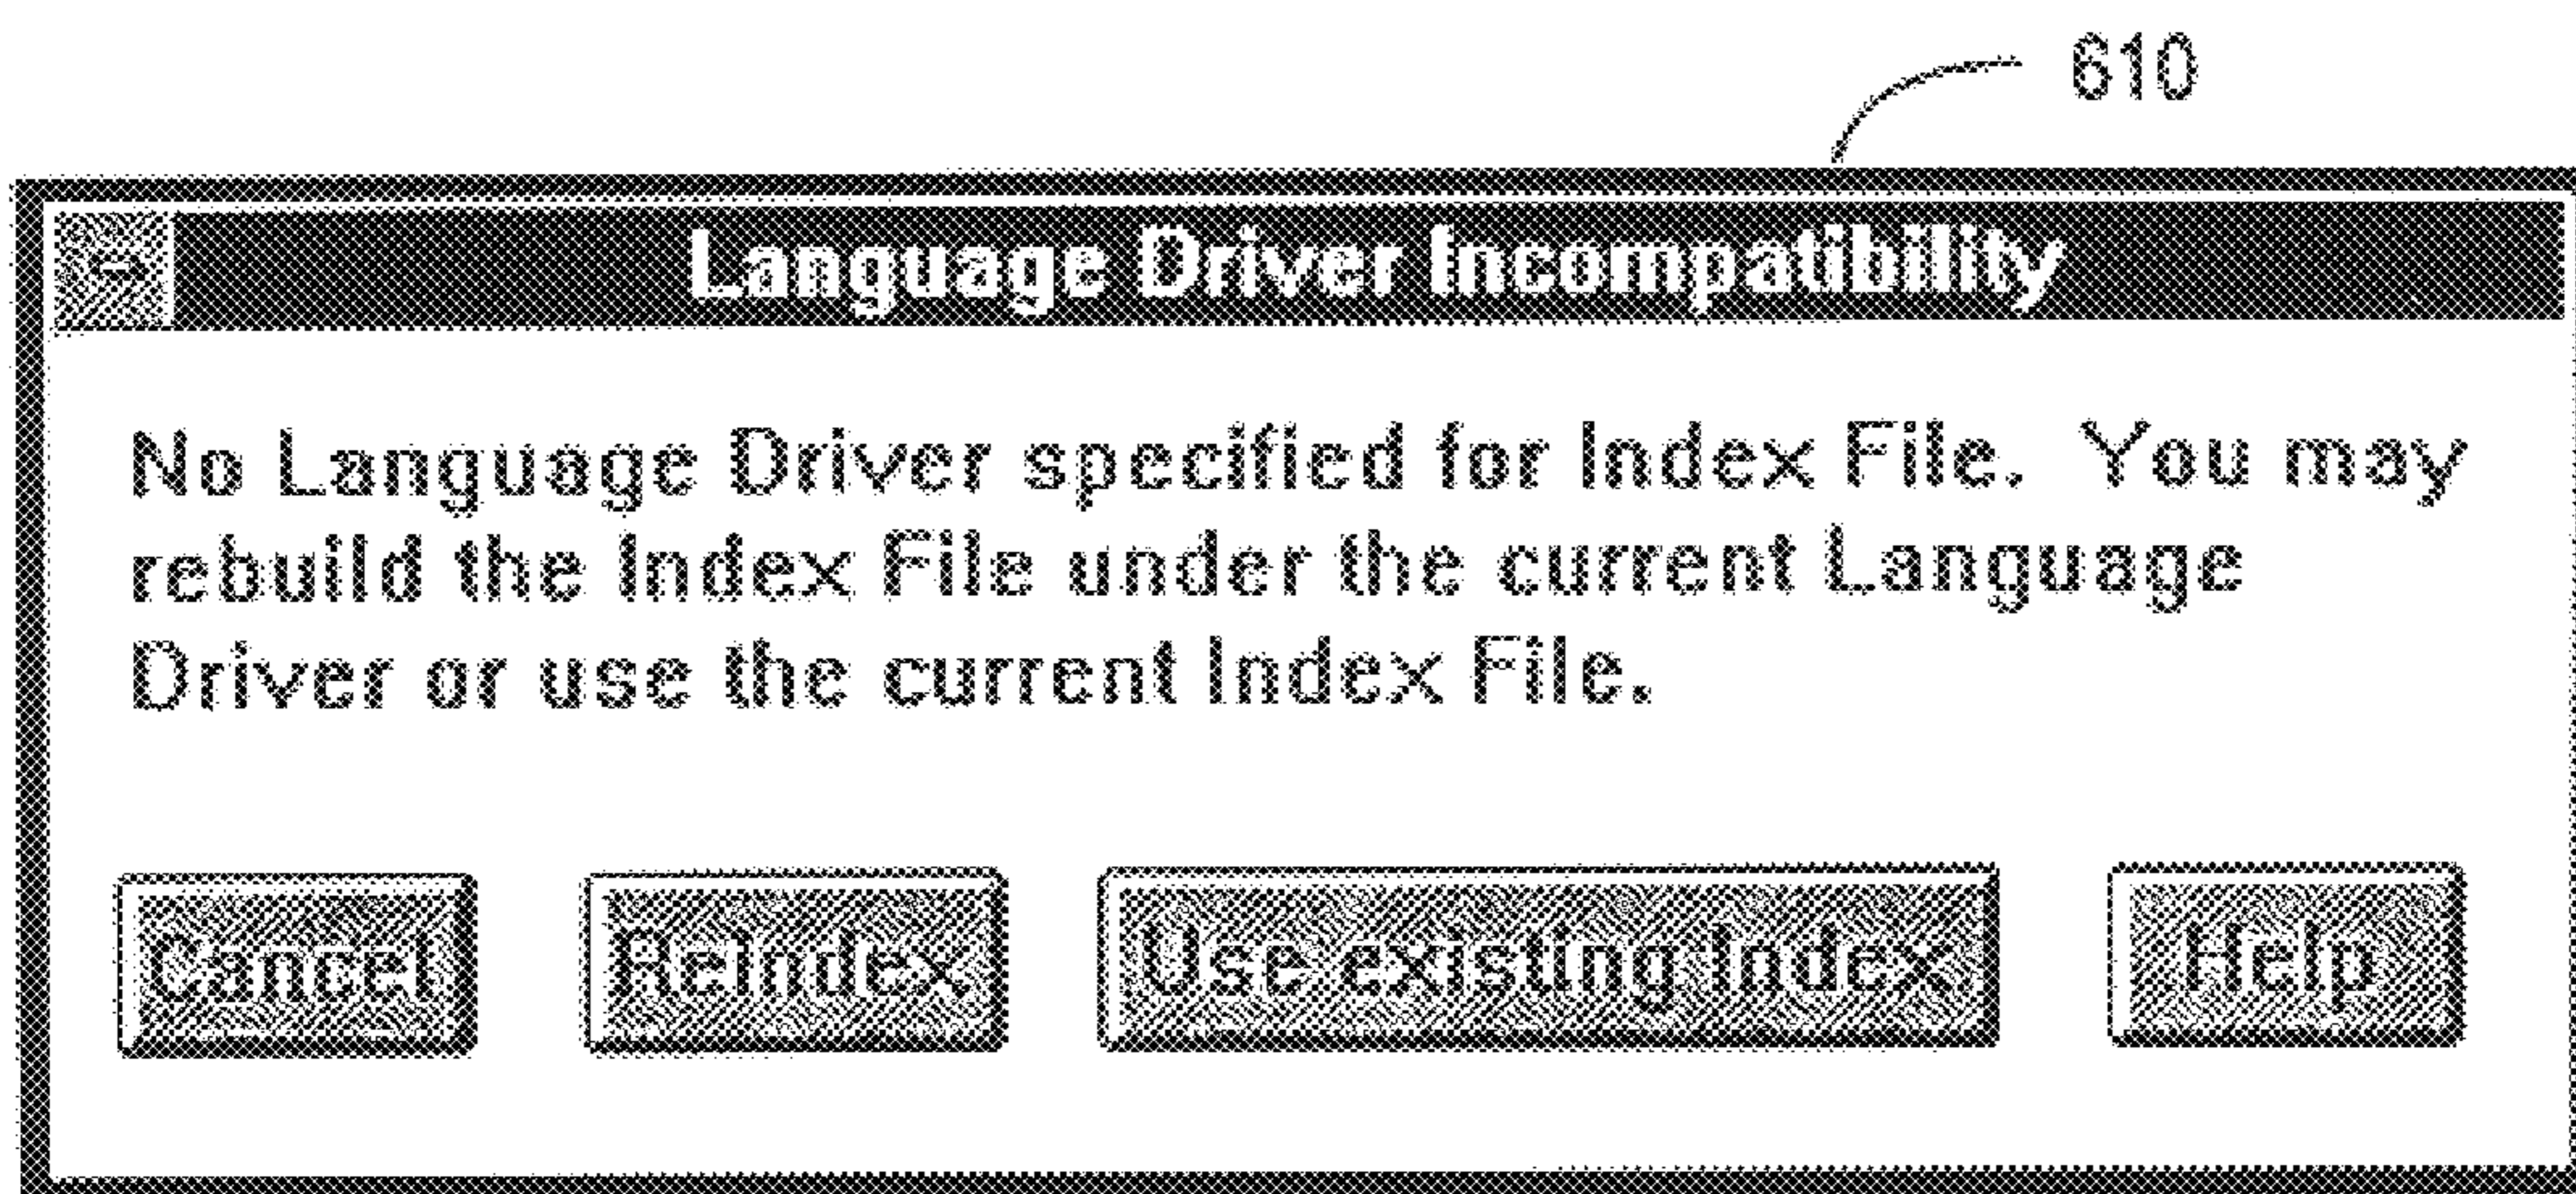 610
Language Driver Incompatibility
No Language Driver specified for Index File.  You may
rebuild the Index File under the current Language
Driver or use the current Index File.
Cancel
ReIndex
Use existing Index
Help